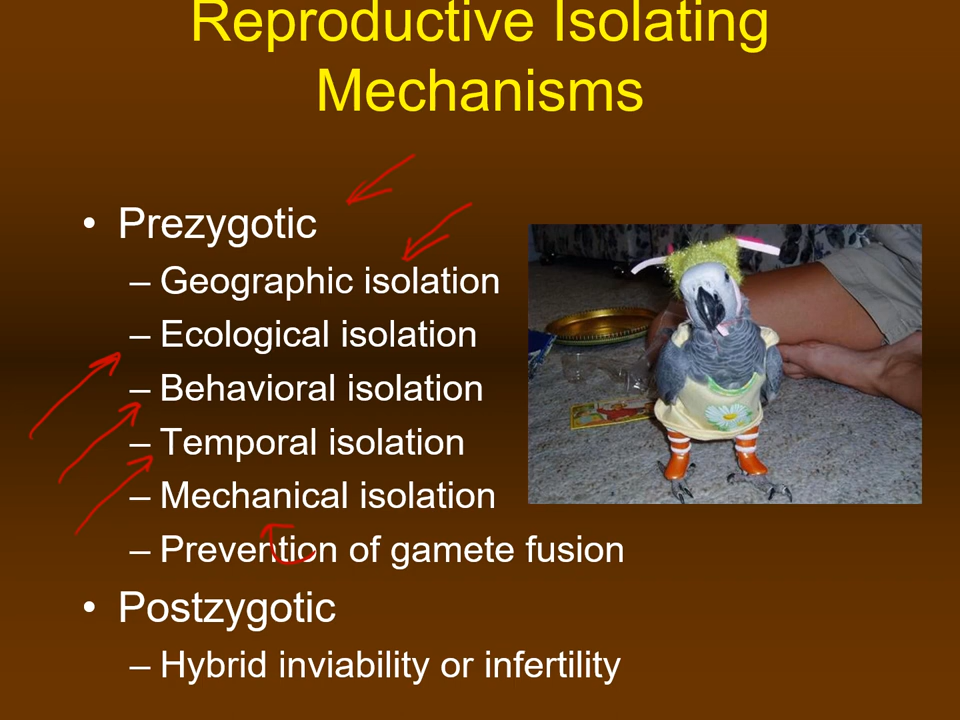 Reproductive Isolating
Mechanisms
• Prezygotic
– Geographic isolation
– Ecological isolation
– Behavioral isolation
– Temporal isolation
– Mechanical isolation
– Prevention of gamete fusion
• Postzygotic
– Hybrid inviability or infertility